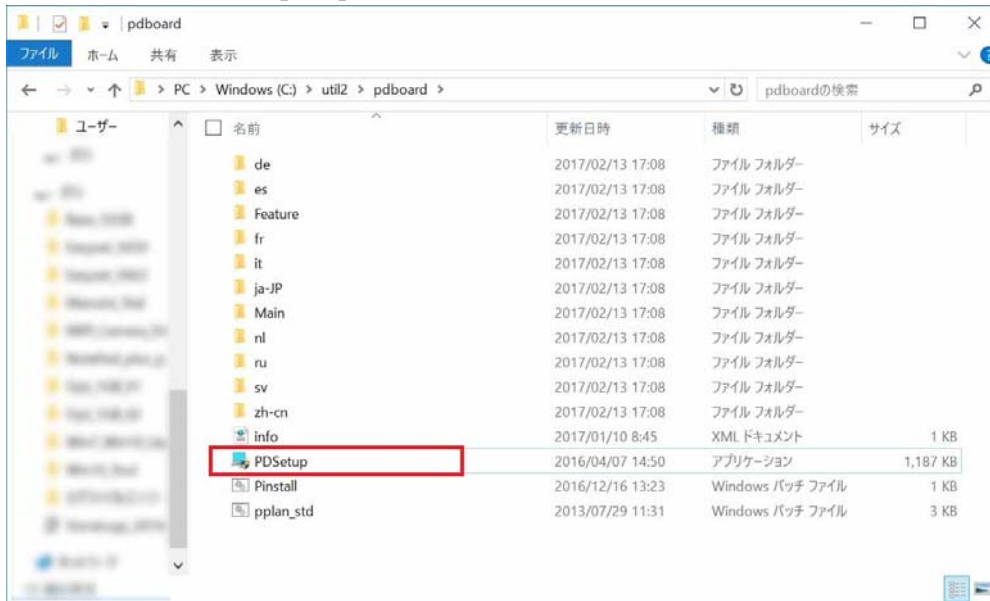 pdboard
ファイル ホーム 共有 表示
PC > Windows (C:) > util2 > pdboard > pdboardの検索
ユーザー
名前 更新日時 種類 サイズ
de 2017/02/13 17:08 ファイル フォルダー
es 2017/02/13 17:08 ファイル フォルダー
Feature 2017/02/13 17:08 ファイル フォルダー
fr 2017/02/13 17:08 ファイル フォルダー
it 2017/02/13 17:08 ファイル フォルダー
ja-JP 2017/02/13 17:08 ファイル フォルダー
Main 2017/02/13 17:08 ファイル フォルダー
nl 2017/02/13 17:08 ファイル フォルダー
ru 2017/02/13 17:08 ファイル フォルダー
sv 2017/02/13 17:08 ファイル フォルダー
zh-cn 2017/02/13 17:08 ファイル フォルダー
info 2017/01/10 8:45 XML ドキュメント 1 KB
PDSetup 2016/04/07 14:50 アプリケーション 1,187 KB
Pinstall 2016/12/16 13:23 Windows バッチ ファイル 1 KB
pplan_std 2013/07/29 11:31 Windows バッチ ファイル 3 KB